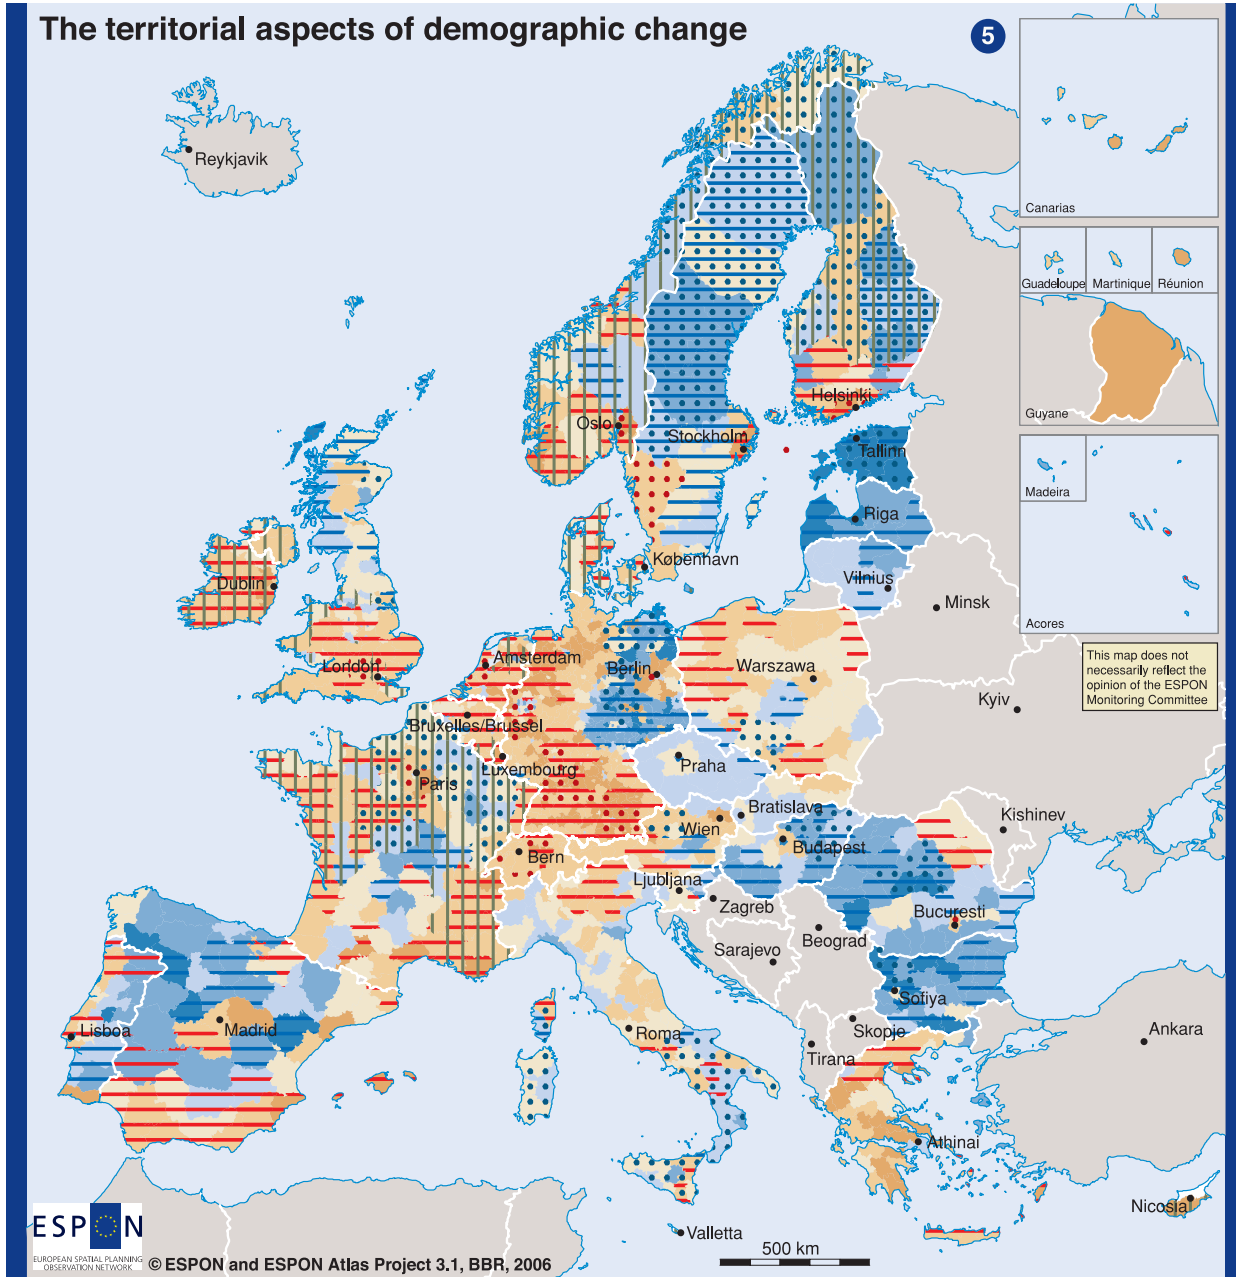 The territorial aspects of demographic change
5
Reykjavik
Canarias
Guadeloupe
Martinique
Réunion
Guyane
Madeira
Acores
This map does not
necessarily reflect the
opinion of the ESPON
Monitoring Committee
Helsinki
Oslo
Stockholm
Tallinn
Riga
København
Vilnius
Minsk
Dublin
London
Amsterdam
Berlin
Warszawa
Kyiv
Bruxelles/Brussel
Luxembourg
Paris
Praha
Bratislava
Wien
Kishinev
Bern
Budapest
Ljubljana
Zagreb
Bucuresti
Beograd
Sarajevo
Sofiya
Skopje
Tirana
Lisboa
Madrid
Roma
Ankara
Athinai
Nicosia
Valletta
500 km
ESPON
EUROPEAN SPATIAL PLANNING
OBSERVATION NETWORK
© ESPON and ESPON Atlas Project 3.1, BBR, 2006